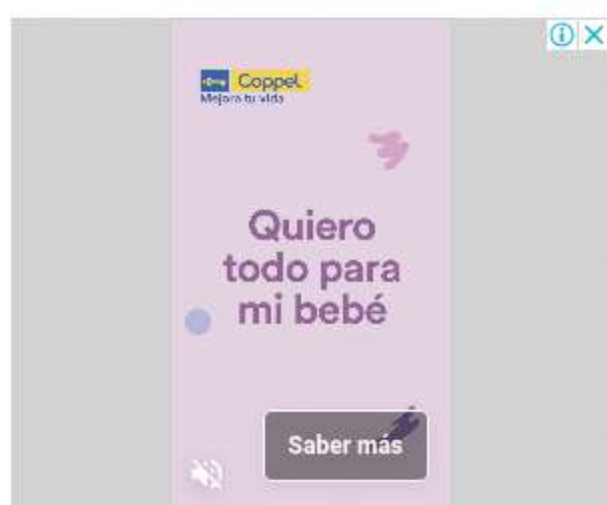 Coppel
Mejora tu vida
Quiero
todo para
mi bebé
Saber más